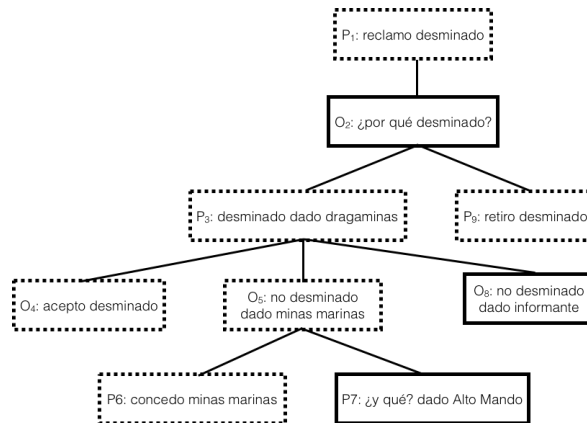 P₁: reclamo desminado
O₂: ¿por qué desminado?
P₃: desminado dado dragaminas
P₉: retiro desminado
O₄: acepto desminado
O₅: no desminado
dado minas marinas
O₈: no desminado
dado informante
P6: concedo minas marinas
P7: ¿y qué? dado Alto Mando